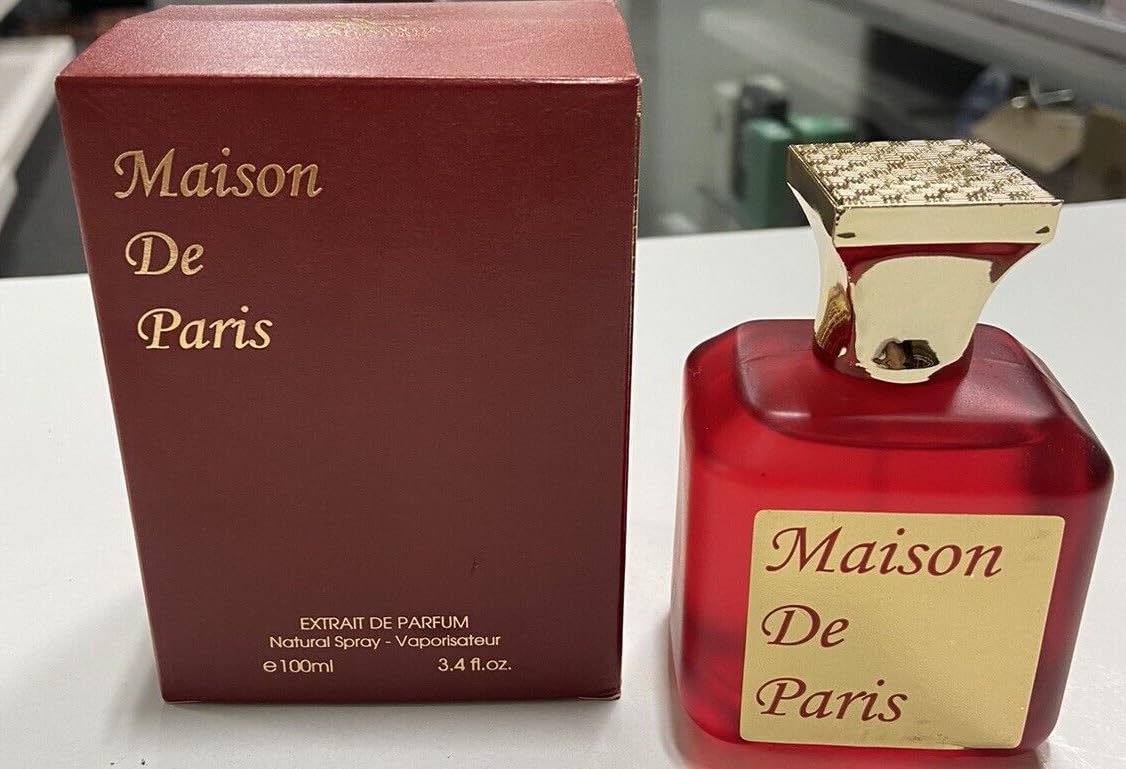 Maison
De
Paris
EXTRAIT DE PARFUM
Natural Spray - Vaporisateur
e100ml 3.4 fl.oz.
Maison
De
Paris